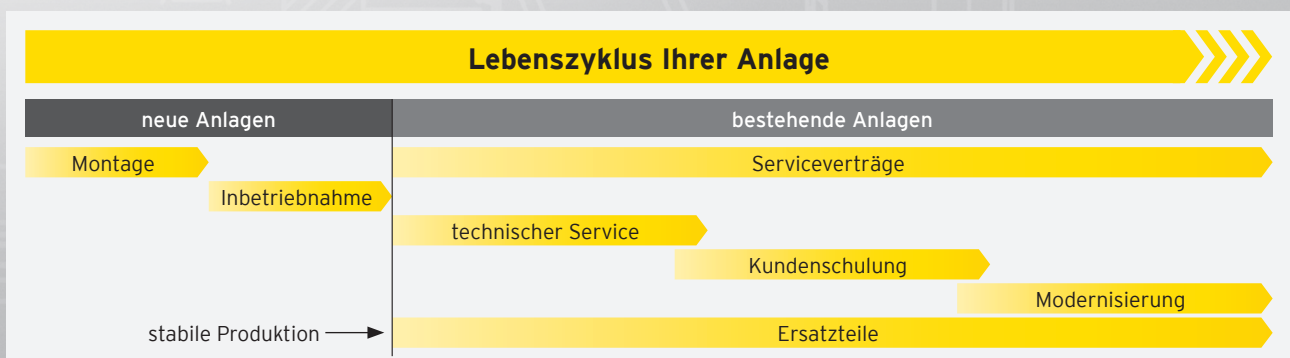 Lebenszyklus Ihrer Anlage
neue Anlagen
bestehende Anlagen
Montage
Serviceverträge
Inbetriebnahme
technischer Service
Kundenschulung
Modernisierung
stabile Produktion
Ersatzteile